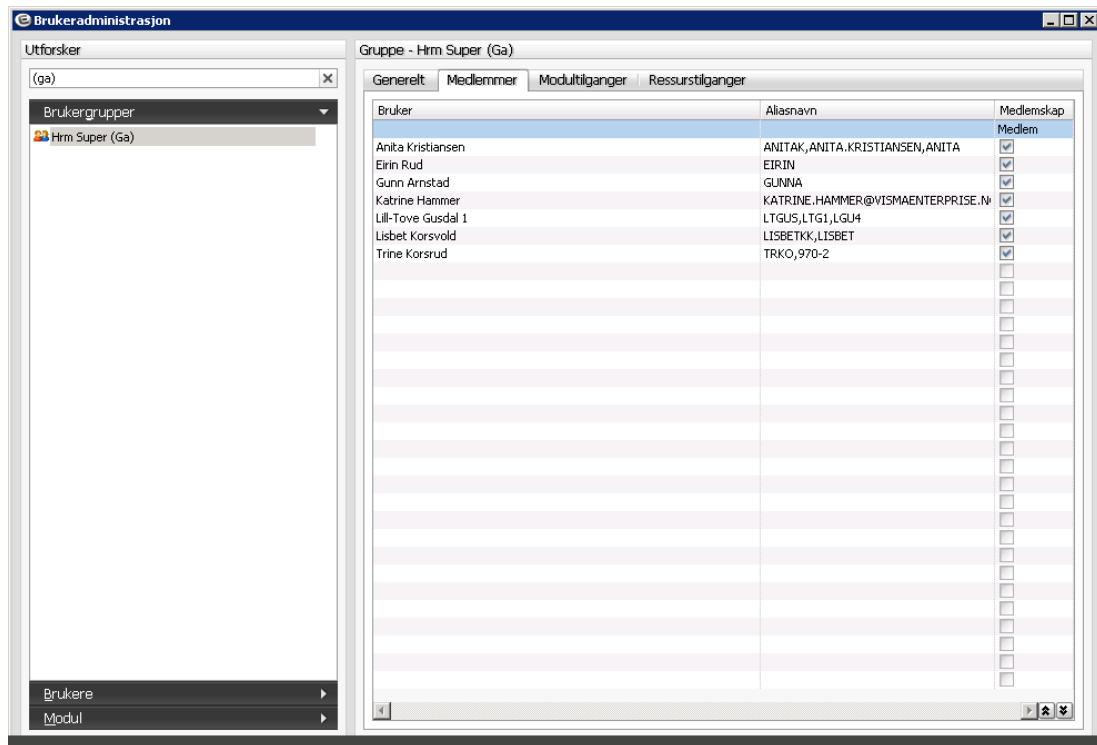 Brukeradministrasjon
Utforsker
(ga)
Brukergrupper
Hrm Super (Ga)
Brukere
Modul
Gruppe - Hrm Super (Ga)
Generelt Medlemmer Modultilganger Ressurstilganger
Bruker Aliasnavn Medlemskap
Medlem
Anita Kristiansen ANITAK,ANITA.KRISTIANSEN,ANITA
Eirin Rud EIRIN
Gunn Arnstad GUNNA
Katrine Hammer KATRINE.HAMMER@VISMAENTERPRISE.N
Lill-Tove Gusdal 1 LTGUS,LTG1,LGU4
Lisbet Korsvold LISBETKK,LISBET
Trine Korsrud TRKO,970-2